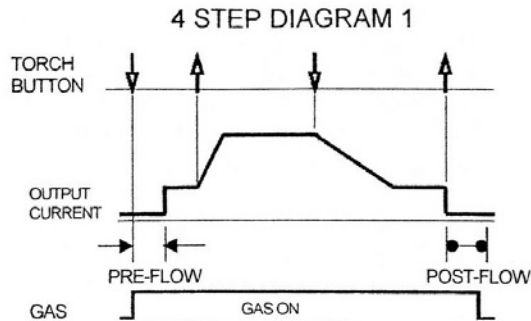 4 STEP DIAGRAM 1
TORCH
BUTTON
OUTPUT
CURRENT
PRE-FLOW
POST-FLOW
GAS
GAS ON